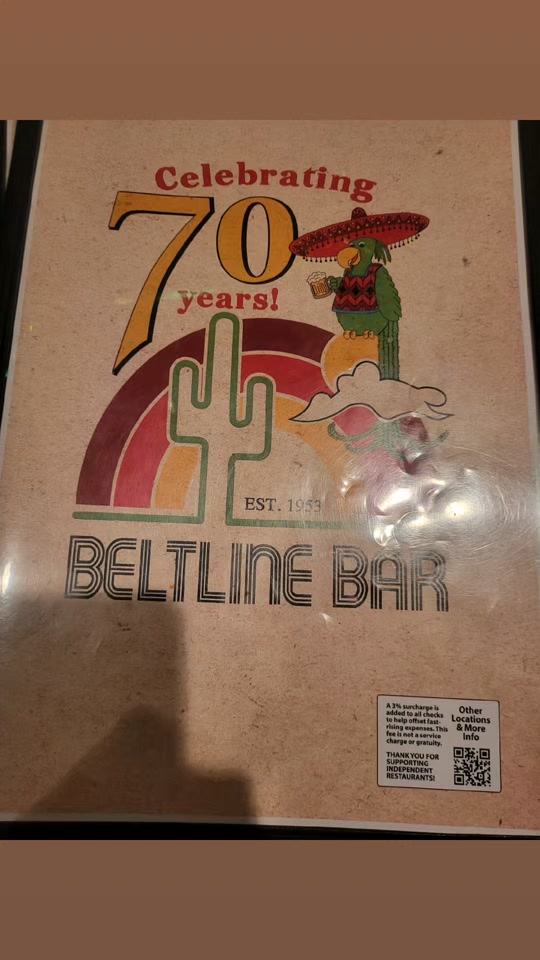 Celebrating
70
years!
EST. 1953
BELTLINE BAR
A 3% surcharge is
added to all checks
to help offset fast-
rising expenses. This
fee is not a service
charge or gratuity.
THANK YOU FOR
SUPPORTING
INDEPENDENT
RESTAURANTS!
Other
Locations
& More
Info